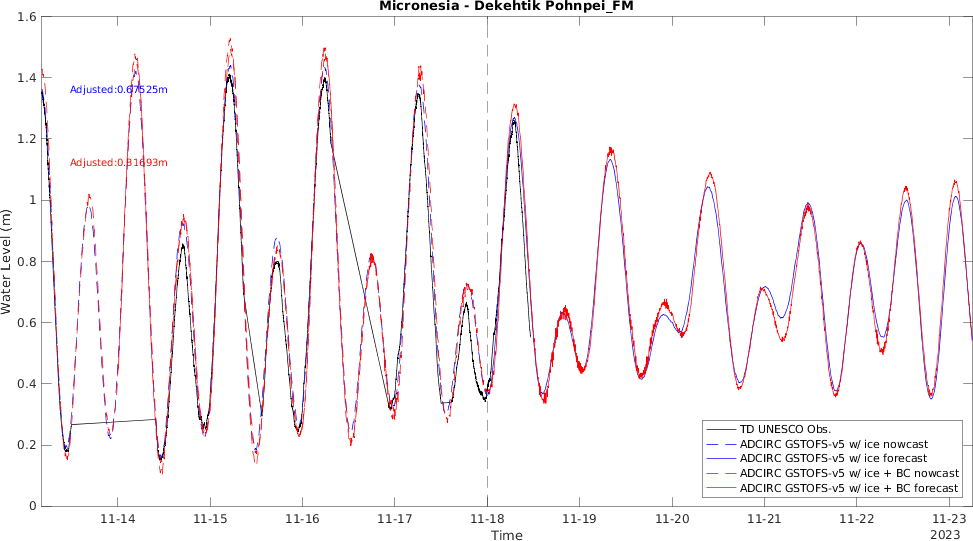 Micronesia - Dekehtik Pohnpei_FM
Water Level (m)
1.6
1.4
1.2
1
0.8
0.6
0.4
0.2
0
Adjusted:0.67525m
Adjusted:0.31693m
TD UNESCO Obs.
ADCIRC GSTOFS-v5 w/ ice nowcast
ADCIRC GSTOFS-v5 w/ ice forecast
ADCIRC GSTOFS-v5 w/ ice + BC nowcast
ADCIRC GSTOFS-v5 w/ ice + BC forecast
11-14 11-15 11-16 11-17 11-18 11-19 11-20 11-21 11-22 11-23
2023
Time